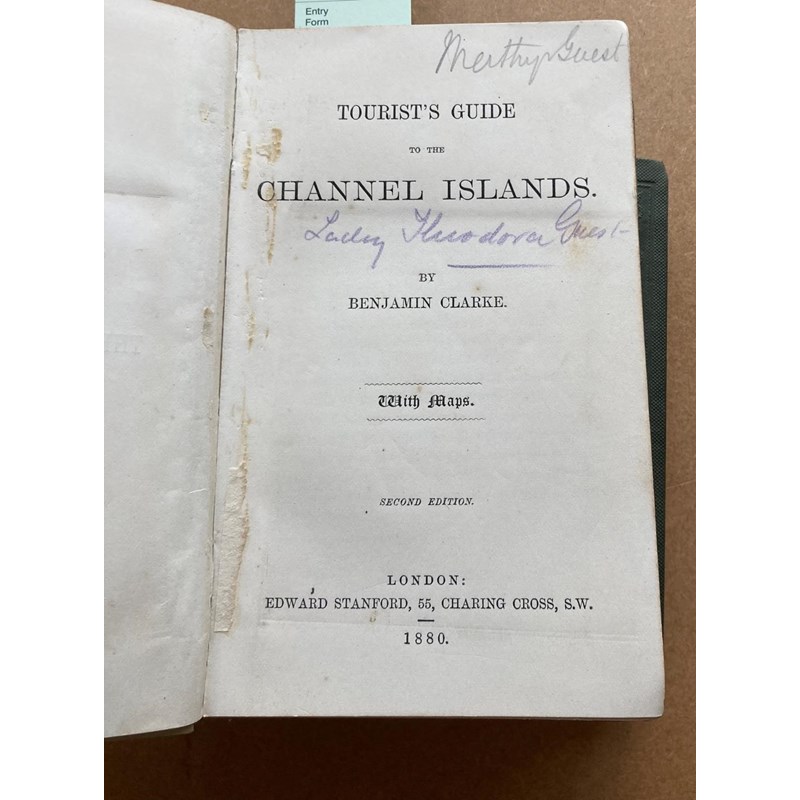 Entry
Form
Merthyr Guest
TOURIST'S GUIDE
TO THE
CHANNEL ISLANDS.
Lady Theodora Guest
BY
BENJAMIN CLARKE.
With Maps.
SECOND EDITION.
LONDON:
EDWARD STANFORD, 55, CHARING CROSS, S.W.
1880.